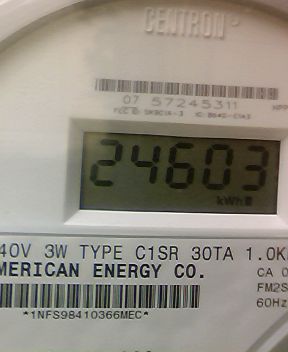 CENTRON
07 57245311
24603
kWh
40V 3W TYPE C1SR 30TA 1.0K
MERICAN ENERGY CO.
CA 0
FM2S
60Hz
*1NFS98410366MEC*